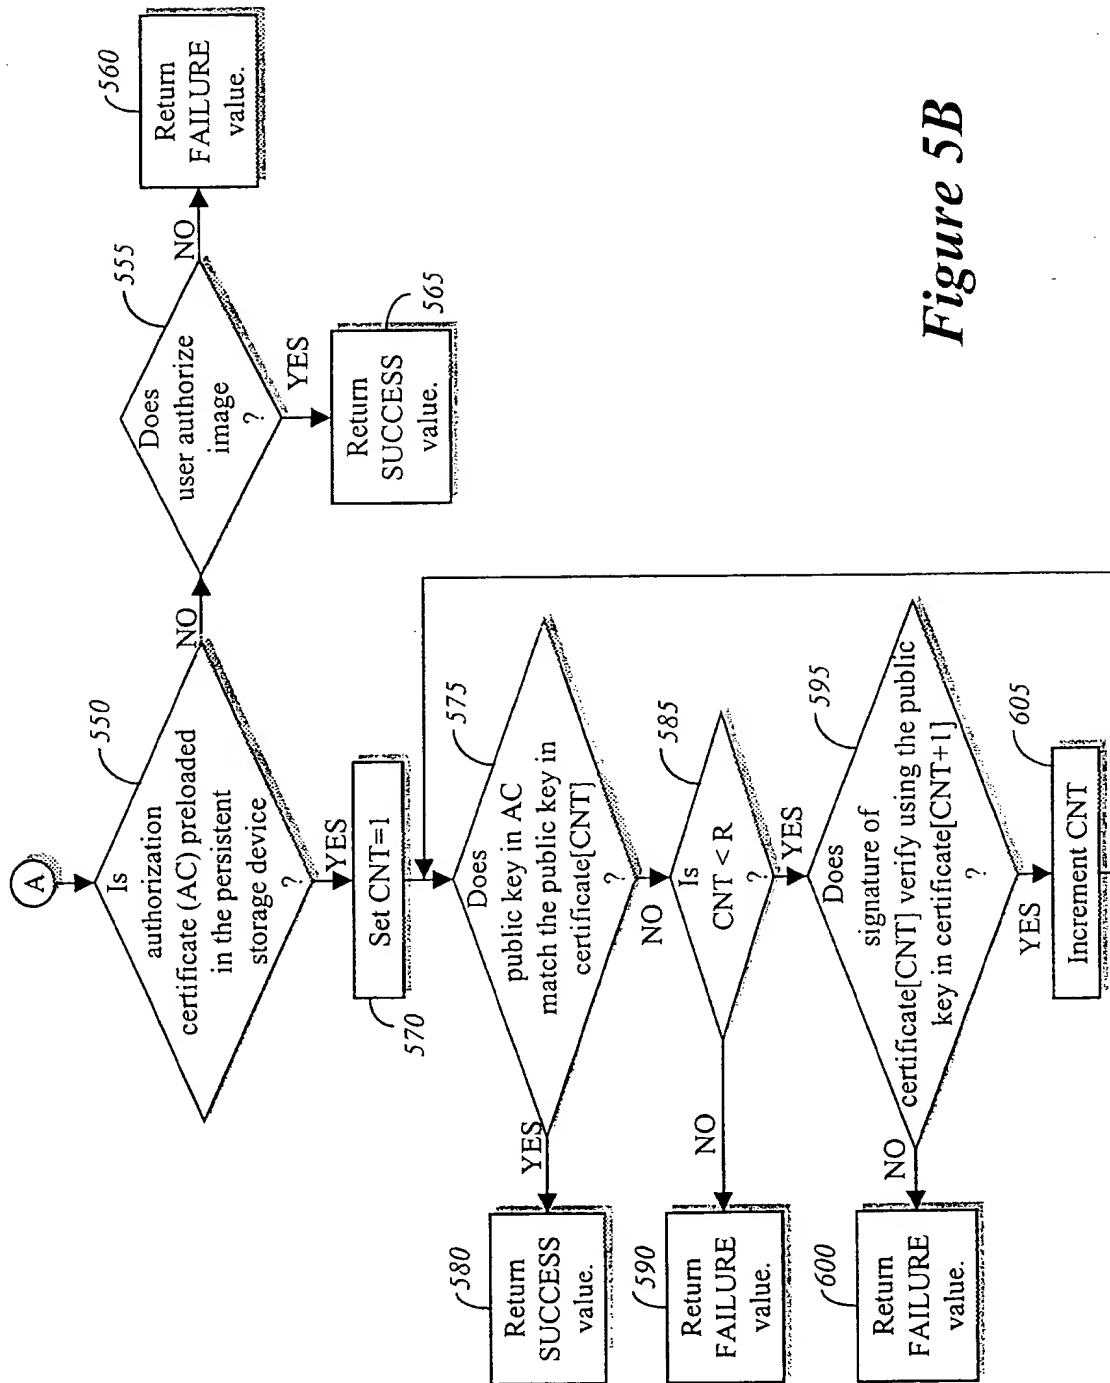 A
550
Is
authorization
certificate (AC) preloaded
in the persistent
storage device
?
NO
YES
555
Does
user authorize
image
?
NO
YES
560
Return
FAILURE
value.
565
Return
SUCCESS
value.
570
Set CNT=1
575
Does
public key in AC
match the public key in
certificate[CNT]
?
YES
NO
580
Return
SUCCESS
value.
585
Is
CNT < R
?
NO
YES
590
Return
FAILURE
value.
595
Does
signature of
certificate[CNT] verify using the public
key in certificate[CNT+1]
?
NO
YES
600
Return
FAILURE
value.
605
Increment CNT
Figure 5B